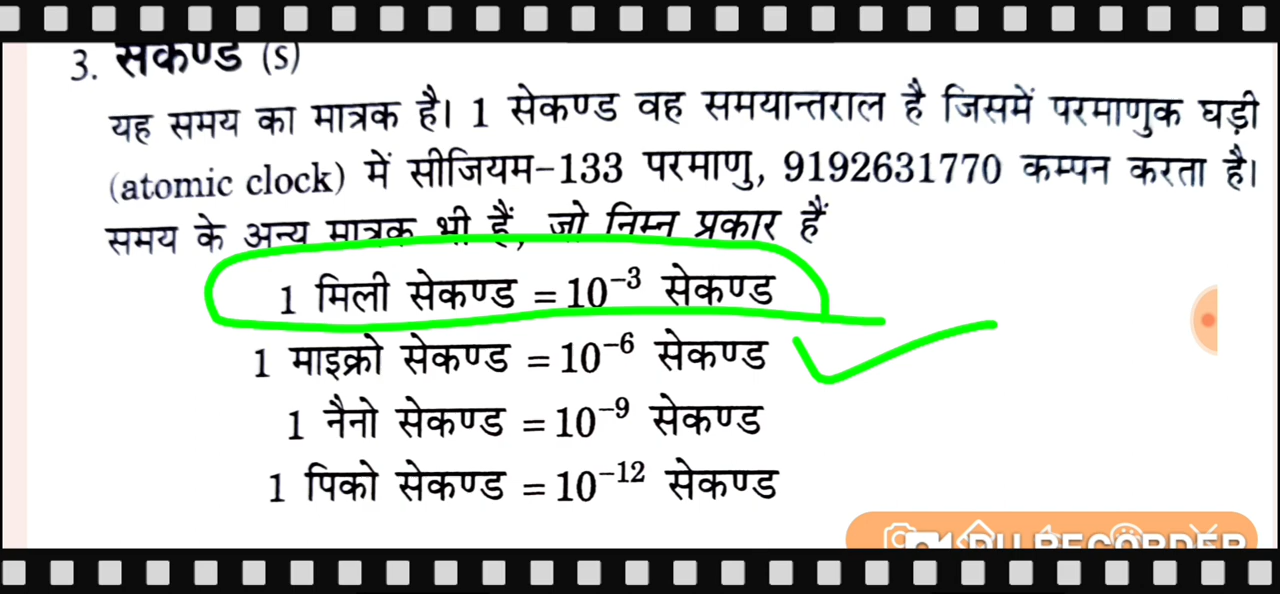 3. सेकण्ड (S)
यह समय का मात्रक है। 1 सेकण्ड वह समयान्तराल है जिसमें परमाणुक घड़ी
(atomic clock) में सीजियम-133 परमाणु, 9192631770 कम्पन करता है।
समय के अन्य मात्रक भी हैं, जो निम्न प्रकार हैं
1 मिली सेकण्ड = 10⁻³ सेकण्ड
1 माइक्रो सेकण्ड = 10⁻⁶ सेकण्ड
1 नैनो सेकण्ड = 10⁻⁹ सेकण्ड
1 पिको सेकण्ड = 10⁻¹² सेकण्ड
DU RECORDER